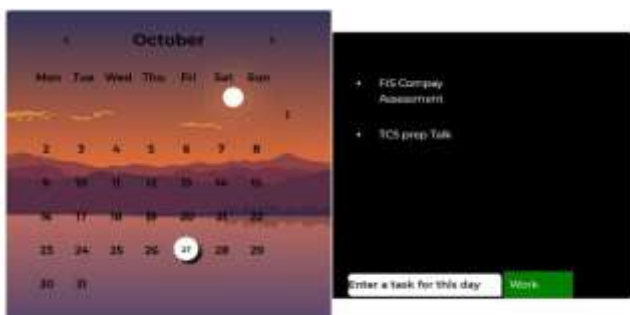 ‹ October ›
Mon Tue Wed Thu Fri Sat Sun
1
2 3 4 5 6 7 8
9 10 11 12 13 14 15
16 17 18 19 20 21 22
23 24 25 26 27 28 29
30 31
FIS Compay
Assessment
TCS prep Talk
Enter a task for this day
Work